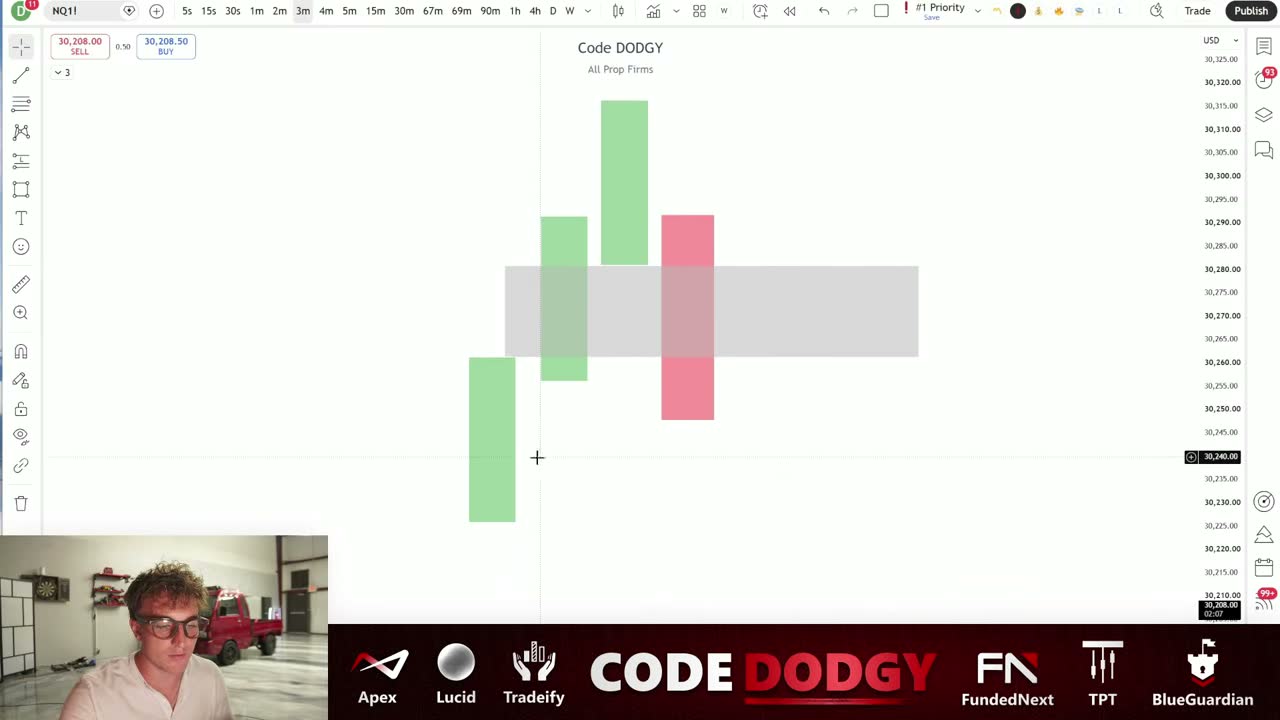 D 11 NQ1! 5s 15s 30s 1m 2m 3m 4m 5m 15m 30m 67m 69m 90m 1h 4h D W W #1 Priority L L Trade Publish
Save
30,208.00 SELL 0.50 30,208.50 BUY
3
Code DODGY
All Prop Firms
USD
30,325.00
30,320.00
30,315.00
30,310.00
30,305.00
30,300.00
30,295.00
30,290.00
30,285.00
30,280.00
30,275.00
30,270.00
30,265.00
30,260.00
30,255.00
30,250.00
30,245.00
30,240.00
30,235.00
30,230.00
30,225.00
30,220.00
30,215.00
30,210.00
30,208.00
02:07
93
99+
Apex
Lucid
Tradeify
CODE DODGY
FN
FundedNext
TPT
BlueGuardian